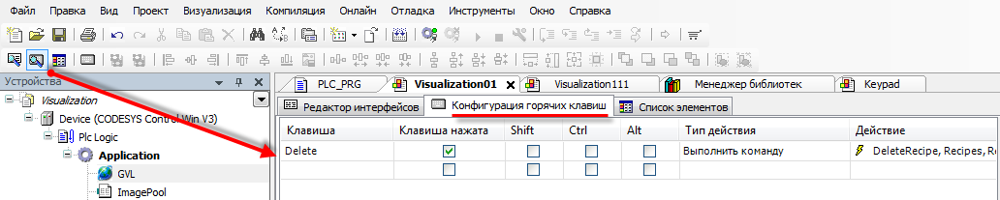 Файл Правка Вид Проект Визуализация Компиляция Онлайн Отладка Инструменты Окно Справка
Устройства
PLC_PRG Visualization01 Visualization111 Менеджер библиотек Keypad
Редактор интерфейсов Конфигурация горячих клавиш Список элементов
Visualization
Device (CODESYS Control Win V3)
Plc Logic
Application
GVL
ImagePool
Клавиша Клавиша нажата Shift Ctrl Alt Тип действия Действие
Delete Выполнить команду DeleteRecipe, Recipes, Re